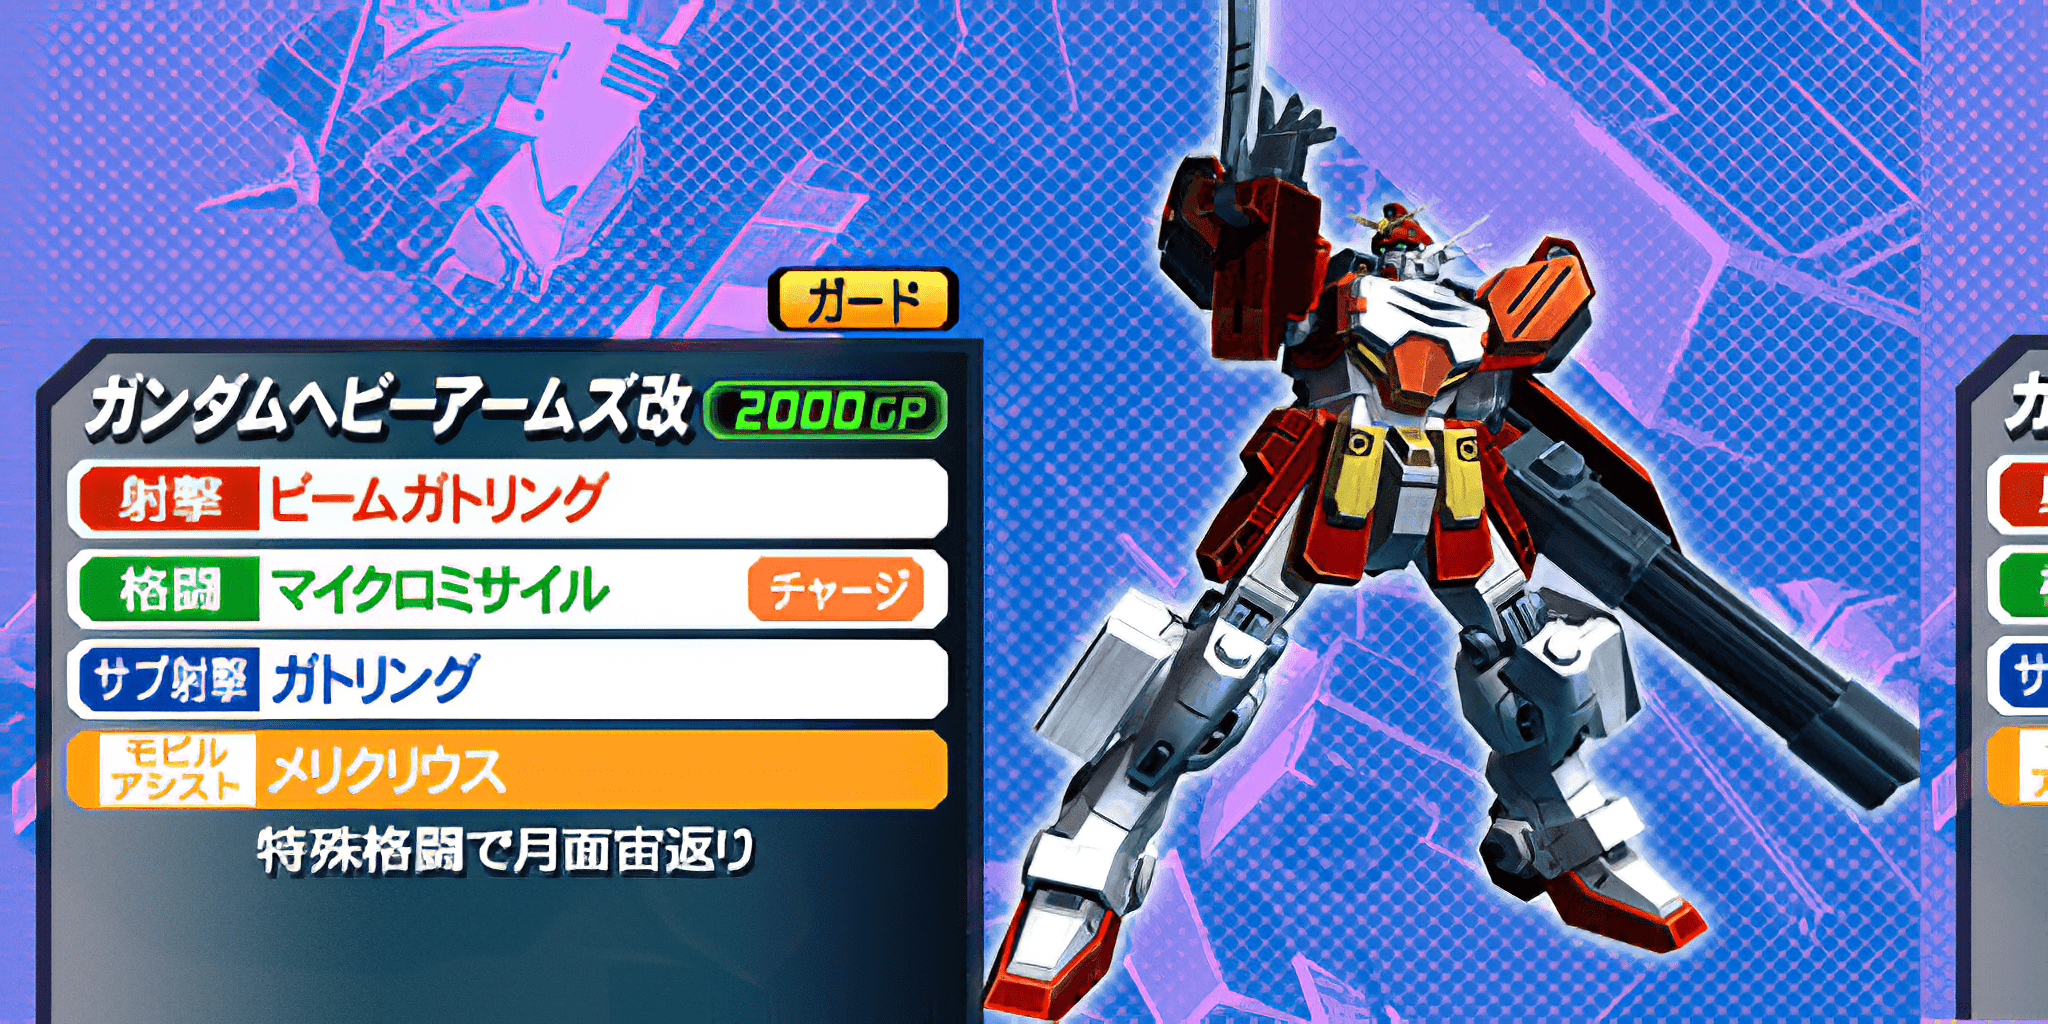 ガード
ガンダムヘビーアームズ改 2000GP
射撃 ビームガトリング
格闘 マイクロミサイル チャージ
サブ射撃 ガトリング
モビルアシスト メリクリウス
特殊格闘で月面宙返り